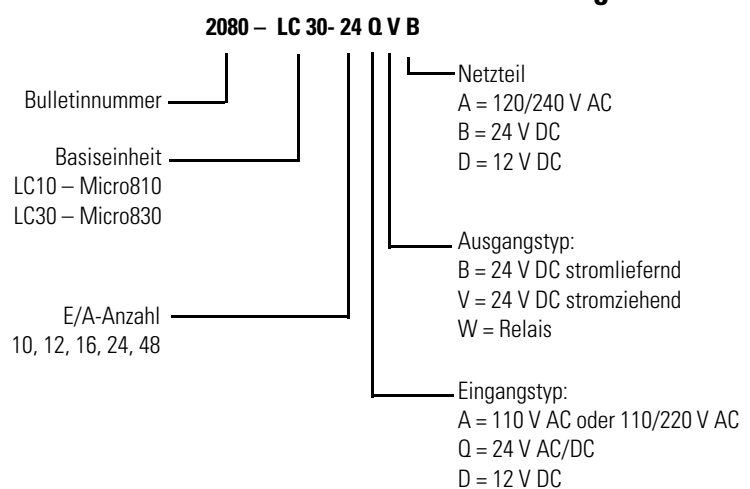 2080 – LC 30- 24 Q V B
Bulletinnummer
Basiseinheit
LC10 – Micro810
LC30 – Micro830
E/A-Anzahl
10, 12, 16, 24, 48
Netzteil
A = 120/240 V AC
B = 24 V DC
D = 12 V DC
Ausgangstyp:
B = 24 V DC stromliefernd
V = 24 V DC stromziehend
W = Relais
Eingangstyp:
A = 110 V AC oder 110/220 V AC
Q = 24 V AC/DC
D = 12 V DC